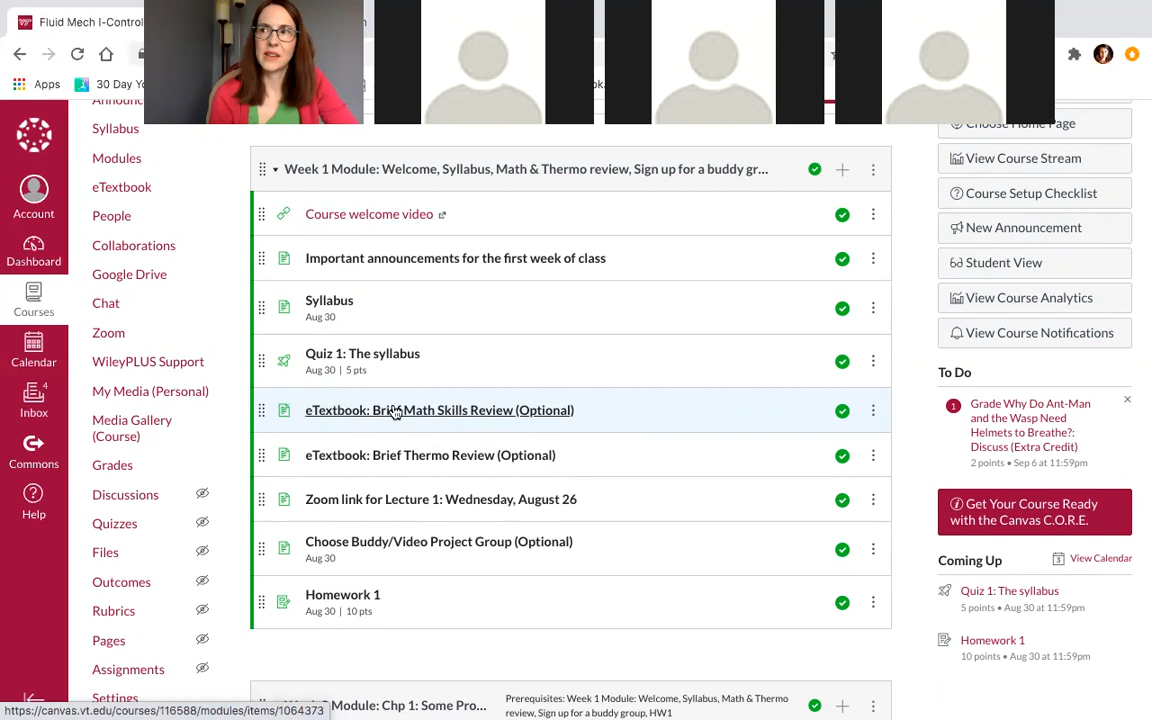 Fluid Mech I-Control
Apps
30 Day Yo
ok.
Announc
Syllabus
Modules
eTextbook
People
Collaborations
Google Drive
Chat
Zoom
WileyPLUS Support
My Media (Personal)
Media Gallery
(Course)
Grades
Discussions
Quizzes
Files
Outcomes
Rubrics
Pages
Assignments
Settings
Account
Dashboard
Courses
Calendar
4
Inbox
Commons
Help
Week 1 Module: Welcome, Syllabus, Math & Thermo review, Sign up for a buddy gr...
Course welcome video
Important announcements for the first week of class
Syllabus
Aug 30
Quiz 1: The syllabus
Aug 30 | 5 pts
eTextbook: Brief Math Skills Review (Optional)
eTextbook: Brief Thermo Review (Optional)
Zoom link for Lecture 1: Wednesday, August 26
Choose Buddy/Video Project Group (Optional)
Aug 30
Homework 1
Aug 30 | 10 pts
2 Module: Chp 1: Some Pro...
Prerequisites: Week 1 Module: Welcome, Syllabus, Math & Thermo
review, Sign up for a buddy group, HW1
Choose Home Page
View Course Stream
Course Setup Checklist
New Announcement
Student View
View Course Analytics
View Course Notifications
To Do
1
Grade Why Do Ant-Man
and the Wasp Need
Helmets to Breathe?:
Discuss (Extra Credit)
2 points • Sep 6 at 11:59pm
Get Your Course Ready
with the Canvas C.O.R.E.
Coming Up
View Calendar
Quiz 1: The syllabus
5 points • Aug 30 at 11:59pm
Homework 1
10 points • Aug 30 at 11:59pm
https://canvas.vt.edu/courses/116588/modules/items/1064373